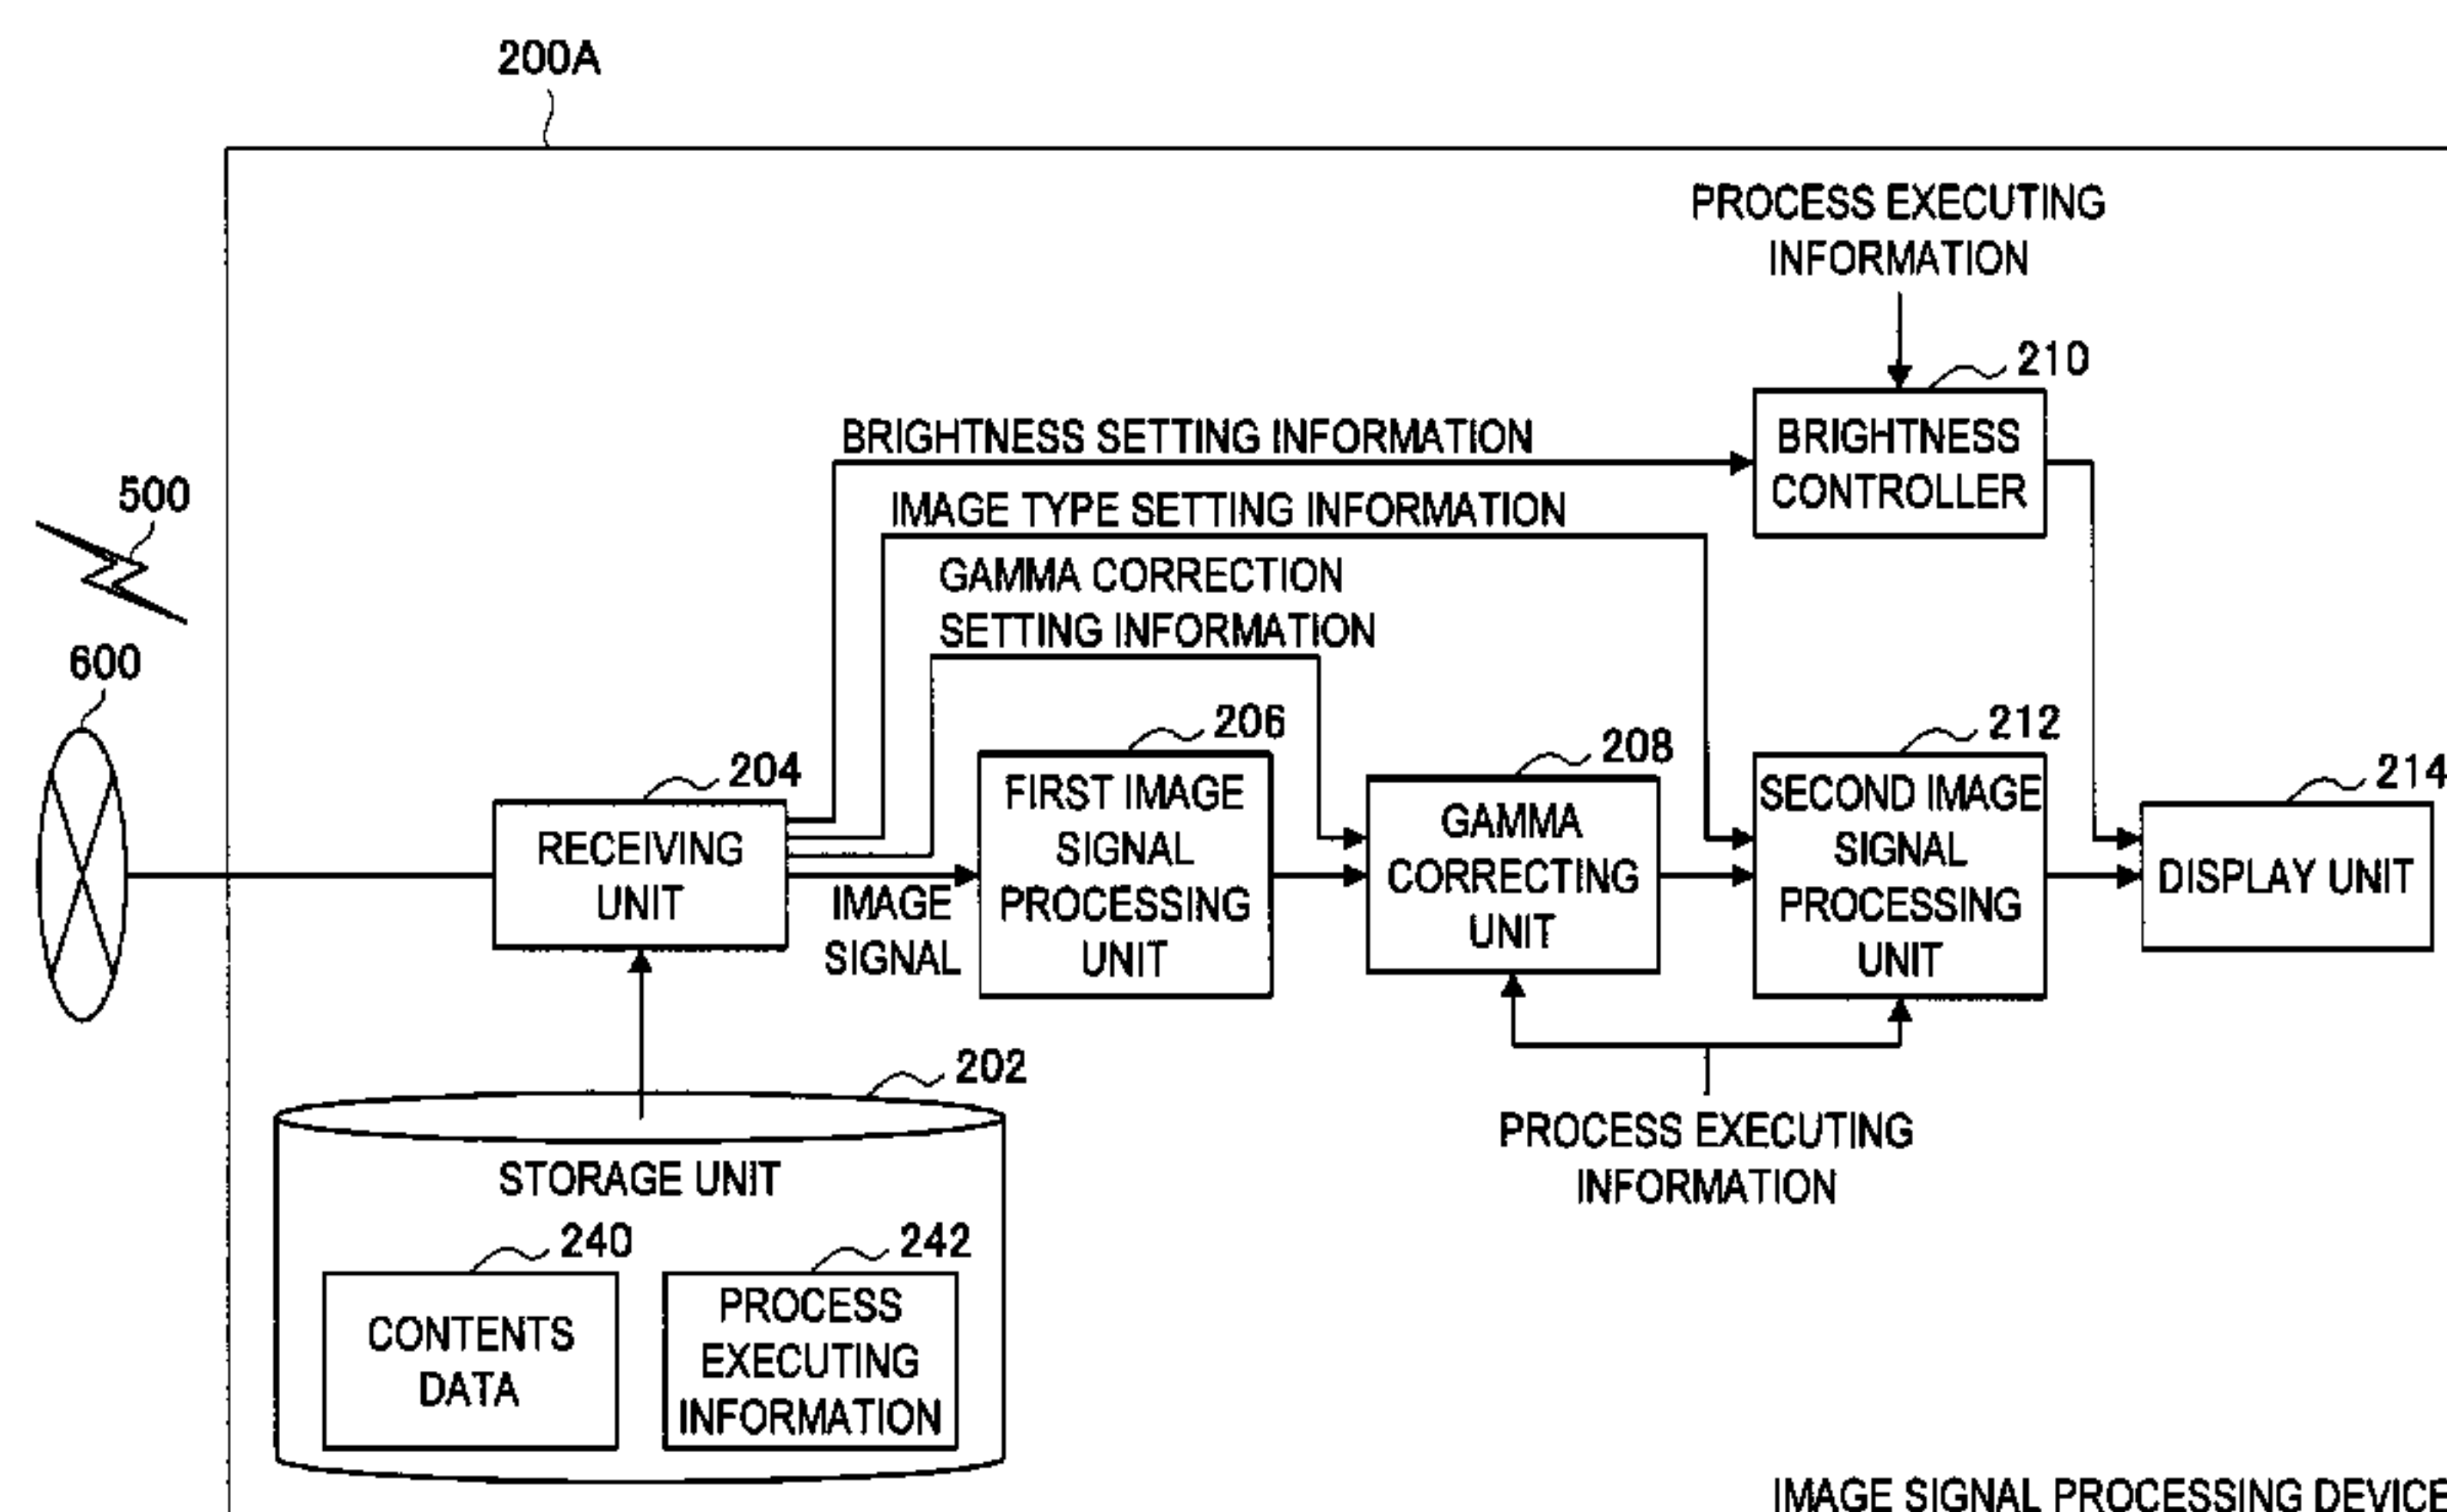 200A
PROCESS EXECUTING
INFORMATION
210
BRIGHTNESS
CONTROLLER
BRIGHTNESS SETTING INFORMATION
IMAGE TYPE SETTING INFORMATION
GAMMA CORRECTION
SETTING INFORMATION
500
600
204
RECEIVING
UNIT
IMAGE
SIGNAL
206
FIRST IMAGE
SIGNAL
PROCESSING
UNIT
208
GAMMA
CORRECTING
UNIT
212
SECOND IMAGE
SIGNAL
PROCESSING
UNIT
214
DISPLAY UNIT
PROCESS EXECUTING
INFORMATION
202
STORAGE UNIT
240
CONTENTS
DATA
242
PROCESS
EXECUTING
INFORMATION
IMAGE SIGNAL PROCESSING DEVICE